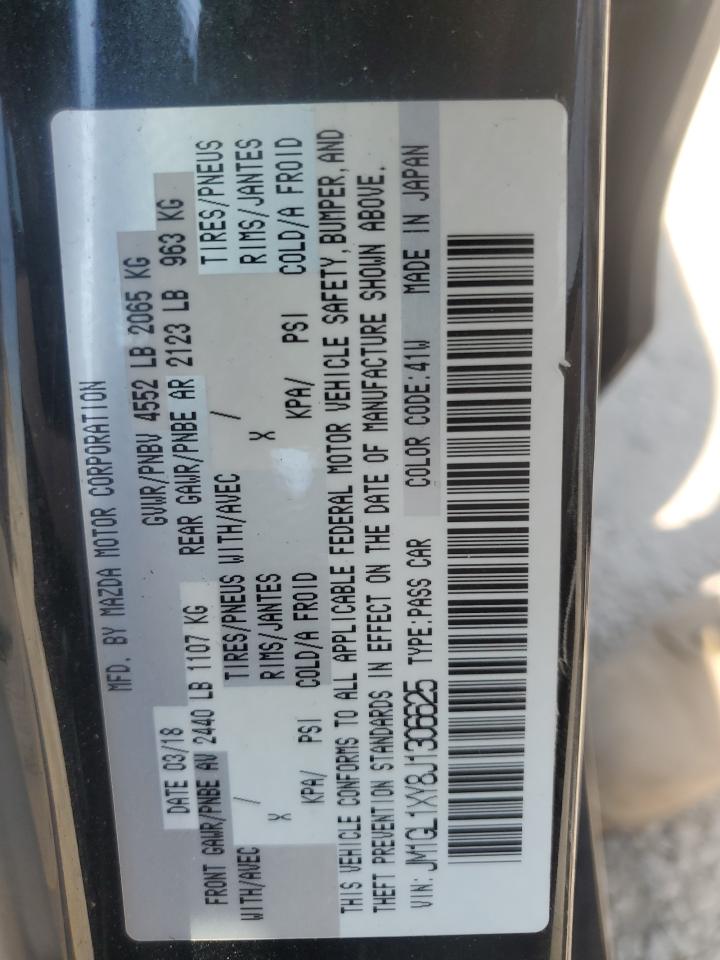 MFD. BY MAZDA MOTOR CORPORATION
DATE 03/18 GVWR/PNBV 4552 LB 2065 KG
FRONT GAWR/PNBE AV 2440 LB 1107 KG REAR GAWR/PNBE AR 2123 LB 963 KG
WITH/AVEC / TIRES/PNEUS WITH/AVEC / TIRES/PNEUS
X RIMS/JANTES X RIMS/JANTES
KPA/ PSI COLD/A FROID KPA/ PSI COLD/A FROID
THIS VEHICLE CONFORMS TO ALL APPLICABLE FEDERAL MOTOR VEHICLE SAFETY, BUMPER, AND
THEFT PREVENTION STANDARDS IN EFFECT ON THE DATE OF MANUFACTURE SHOWN ABOVE.
VIN: JM1GL1XY8J1306625 TYPE:PASS CAR COLOR CODE:41W MADE IN JAPAN